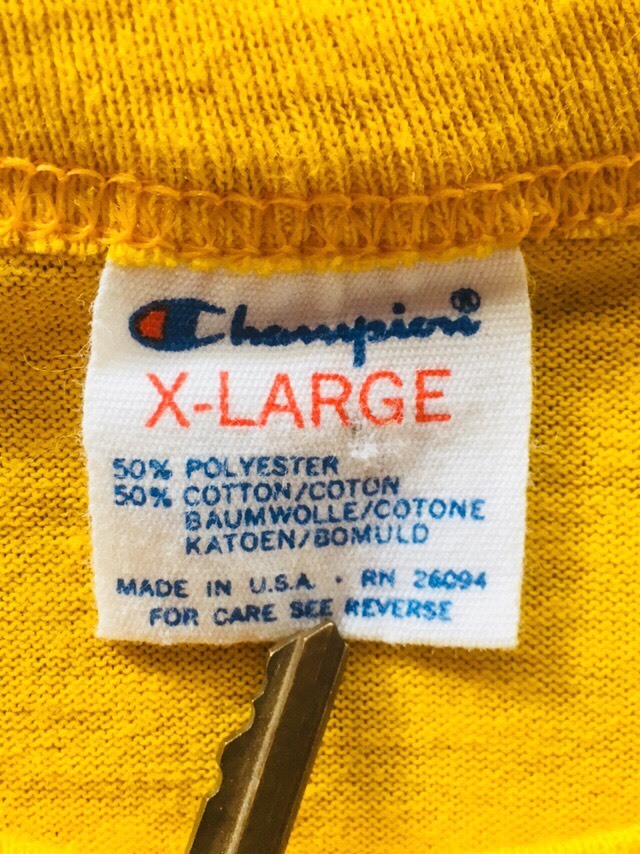 Champion®
X-LARGE
50% POLYESTER
50% COTTON/COTON
BAUMWOLLE/COTONE
KATOEN/BOMULD
MADE IN U.S.A. · RN 26094
FOR CARE SEE REVERSE